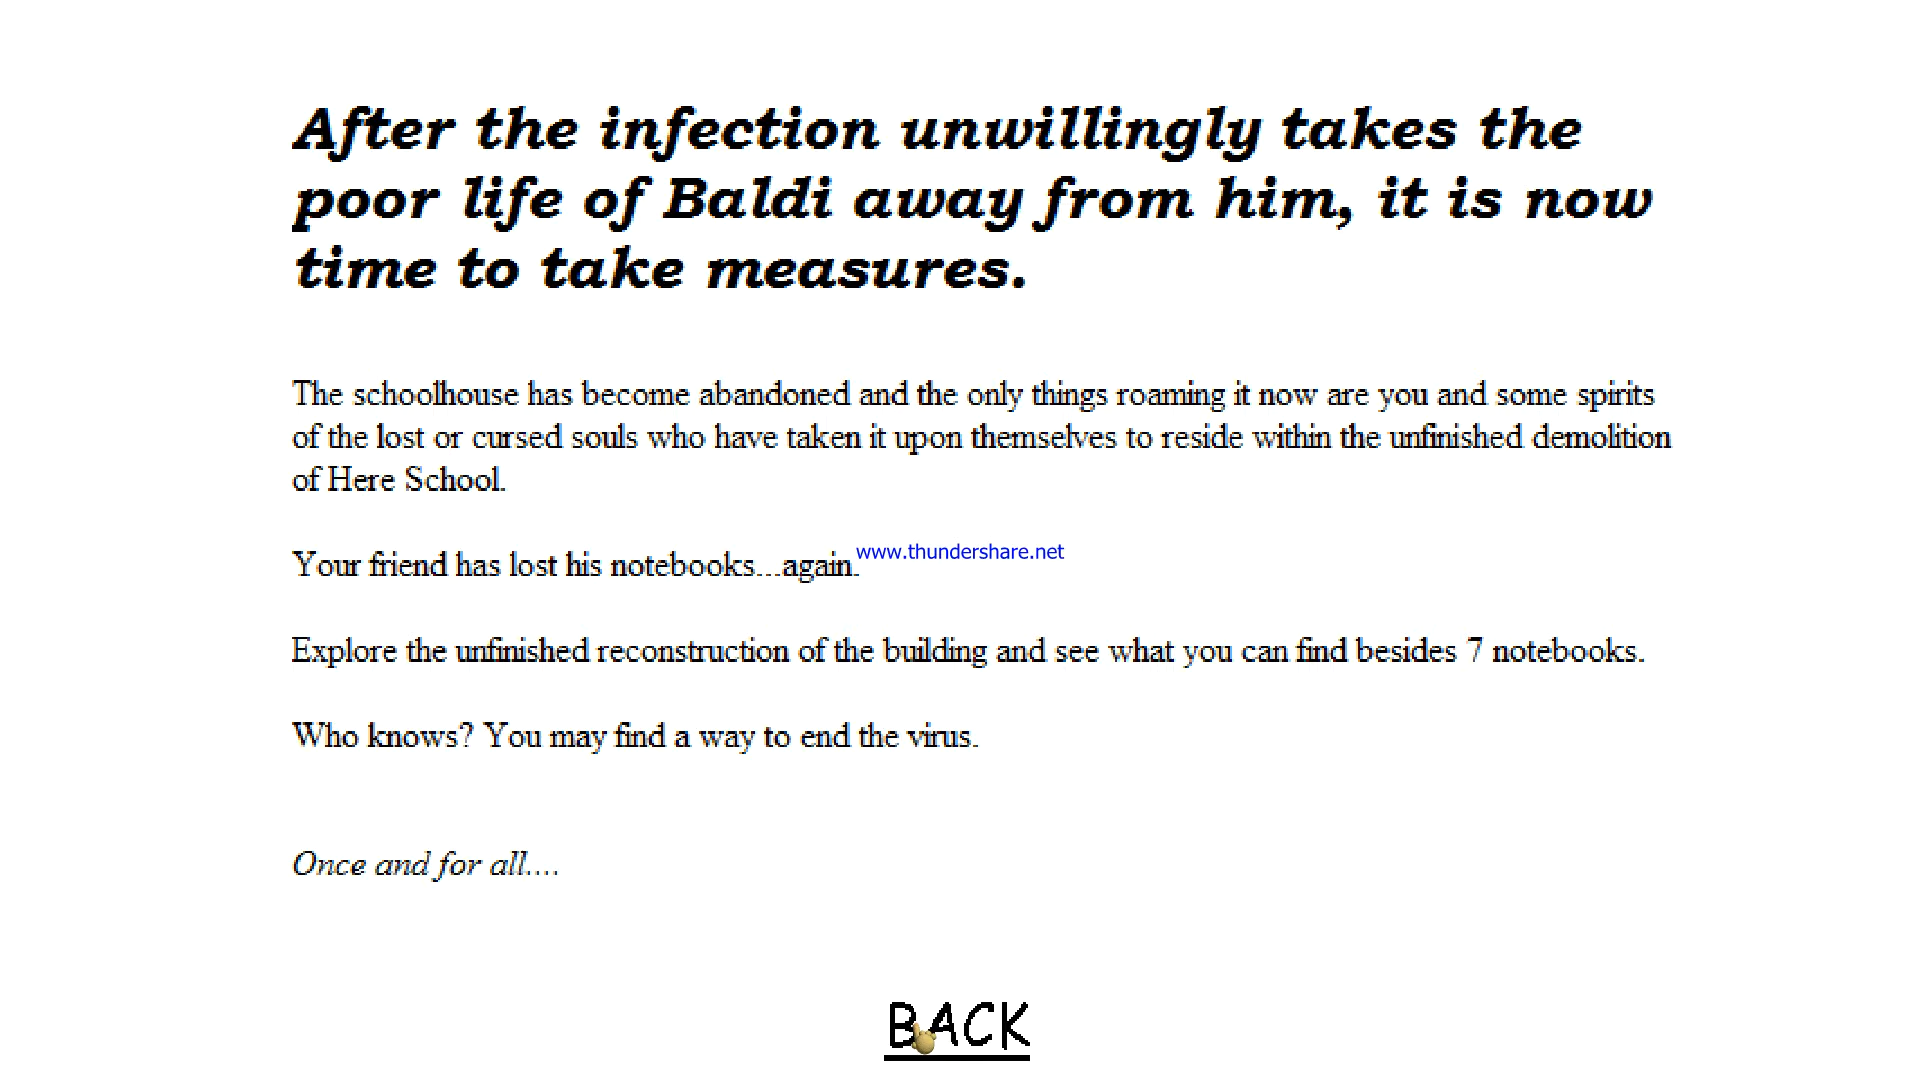 After the infection unwillingly takes the
poor life of Baldi away from him, it is now
time to take measures.
The schoolhouse has become abandoned and the only things roaming it now are you and some spirits
of the lost or cursed souls who have taken it upon themselves to reside within the unfinished demolition
of Here School.
Your friend has lost his notebooks...again.
www.thundershare.net
Explore the unfinished reconstruction of the building and see what you can find besides 7 notebooks.
Who knows? You may find a way to end the virus.
Once and for all....
BACK